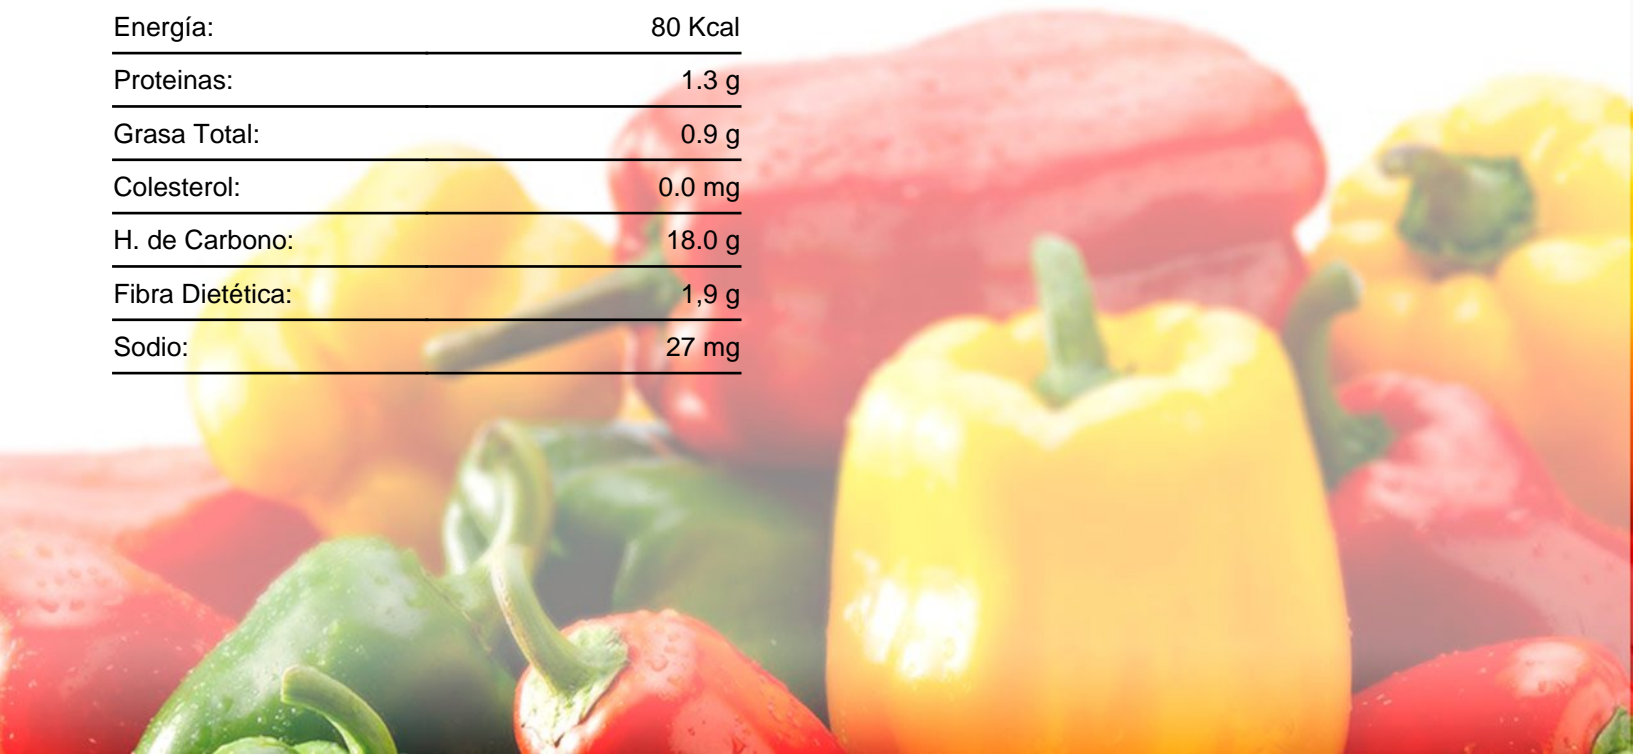 Energía: 80 Kcal
Proteinas: 1.3 g
Grasa Total: 0.9 g
Colesterol: 0.0 mg
H. de Carbono: 18.0 g
Fibra Dietética: 1,9 g
Sodio: 27 mg